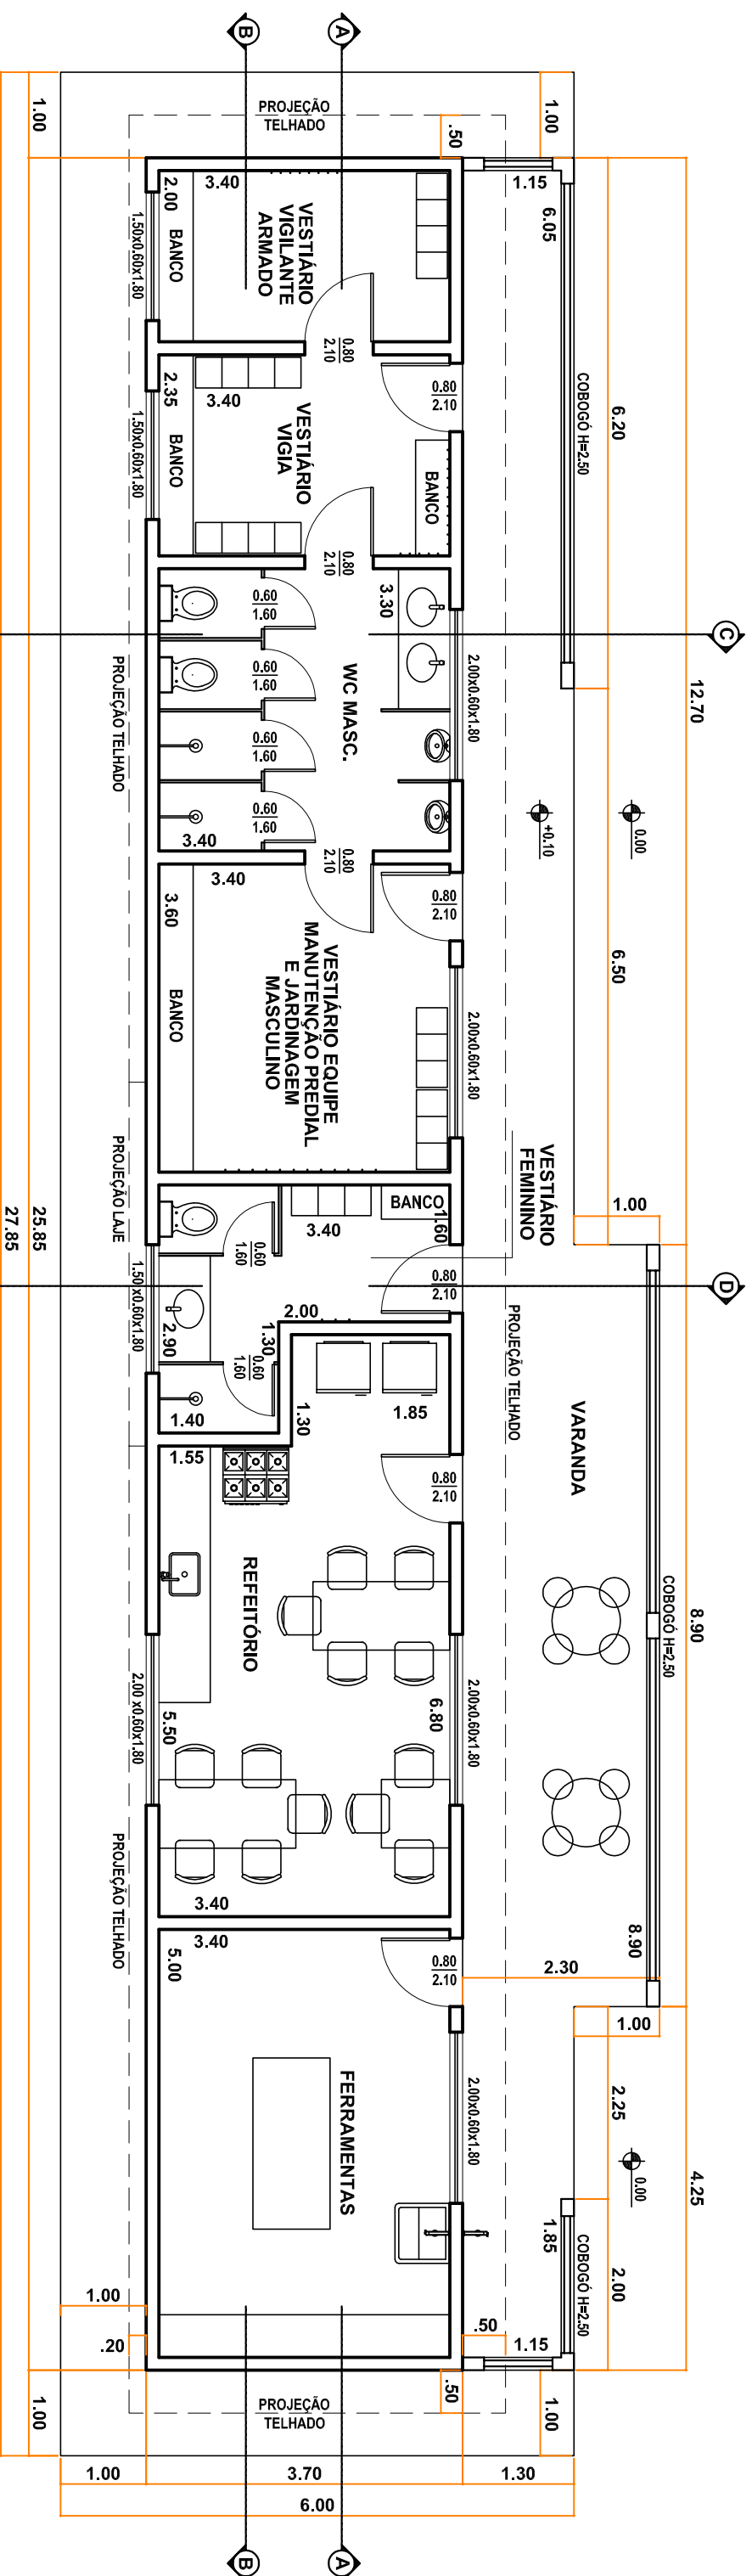 B
A
1.00
PROJEÇÃO
TELHADO
.50
1.00
3.40
2.00
BANCO
1.50x0.60x1.80
VESTIÁRIO
VIGILANTE
ARMADO
1.15
6.05
COBOGÓ H=2.50
6.20
0.80
2.10
0.80
2.10
2.35
BANCO
1.50x0.60x1.80
3.40
VESTIÁRIO
VIGIA
BANCO
0.80
2.10
3.30
C
0.60
1.60
0.60
1.60
0.60
1.60
0.60
1.60
WC MASC.
2.00x0.60x1.80
12.70
PROJEÇÃO TELHADO
3.40
+0.10
0.00
0.80
2.10
0.80
2.10
3.40
3.60
BANCO
VESTIÁRIO EQUIPE
MANUTENÇÃO PREDIAL
E JARDINAGEM
MASCULINO
2.00x0.60x1.80
6.50
PROJEÇÃO LAJE
VESTIÁRIO
FEMININO
BANCO
1.60
3.40
1.00
0.60
1.60
0.80
2.10
D
25.85
27.85
1.50x0.60x1.80
2.90
2.00
1.30
0.60
1.60
1.40
PROJEÇÃO TELHADO
1.85
1.30
1.55
VARANDA
0.80
2.10
REFEITÓRIO
COBOGÓ H=2.50
8.90
2.00 x0.60x1.80
5.50
6.80
2.00x0.60x1.80
PROJEÇÃO TELHADO
3.40
3.40
5.00
0.80
2.10
8.90
2.30
1.00
FERRAMENTAS
2.00x0.60x1.80
2.25
0.00
4.25
1.85
COBOGÓ H=2.50
2.00
1.00
.20
.50
1.15
.50
1.00
1.00
PROJEÇÃO
TELHADO
1.00
3.70
1.30
6.00
B
A